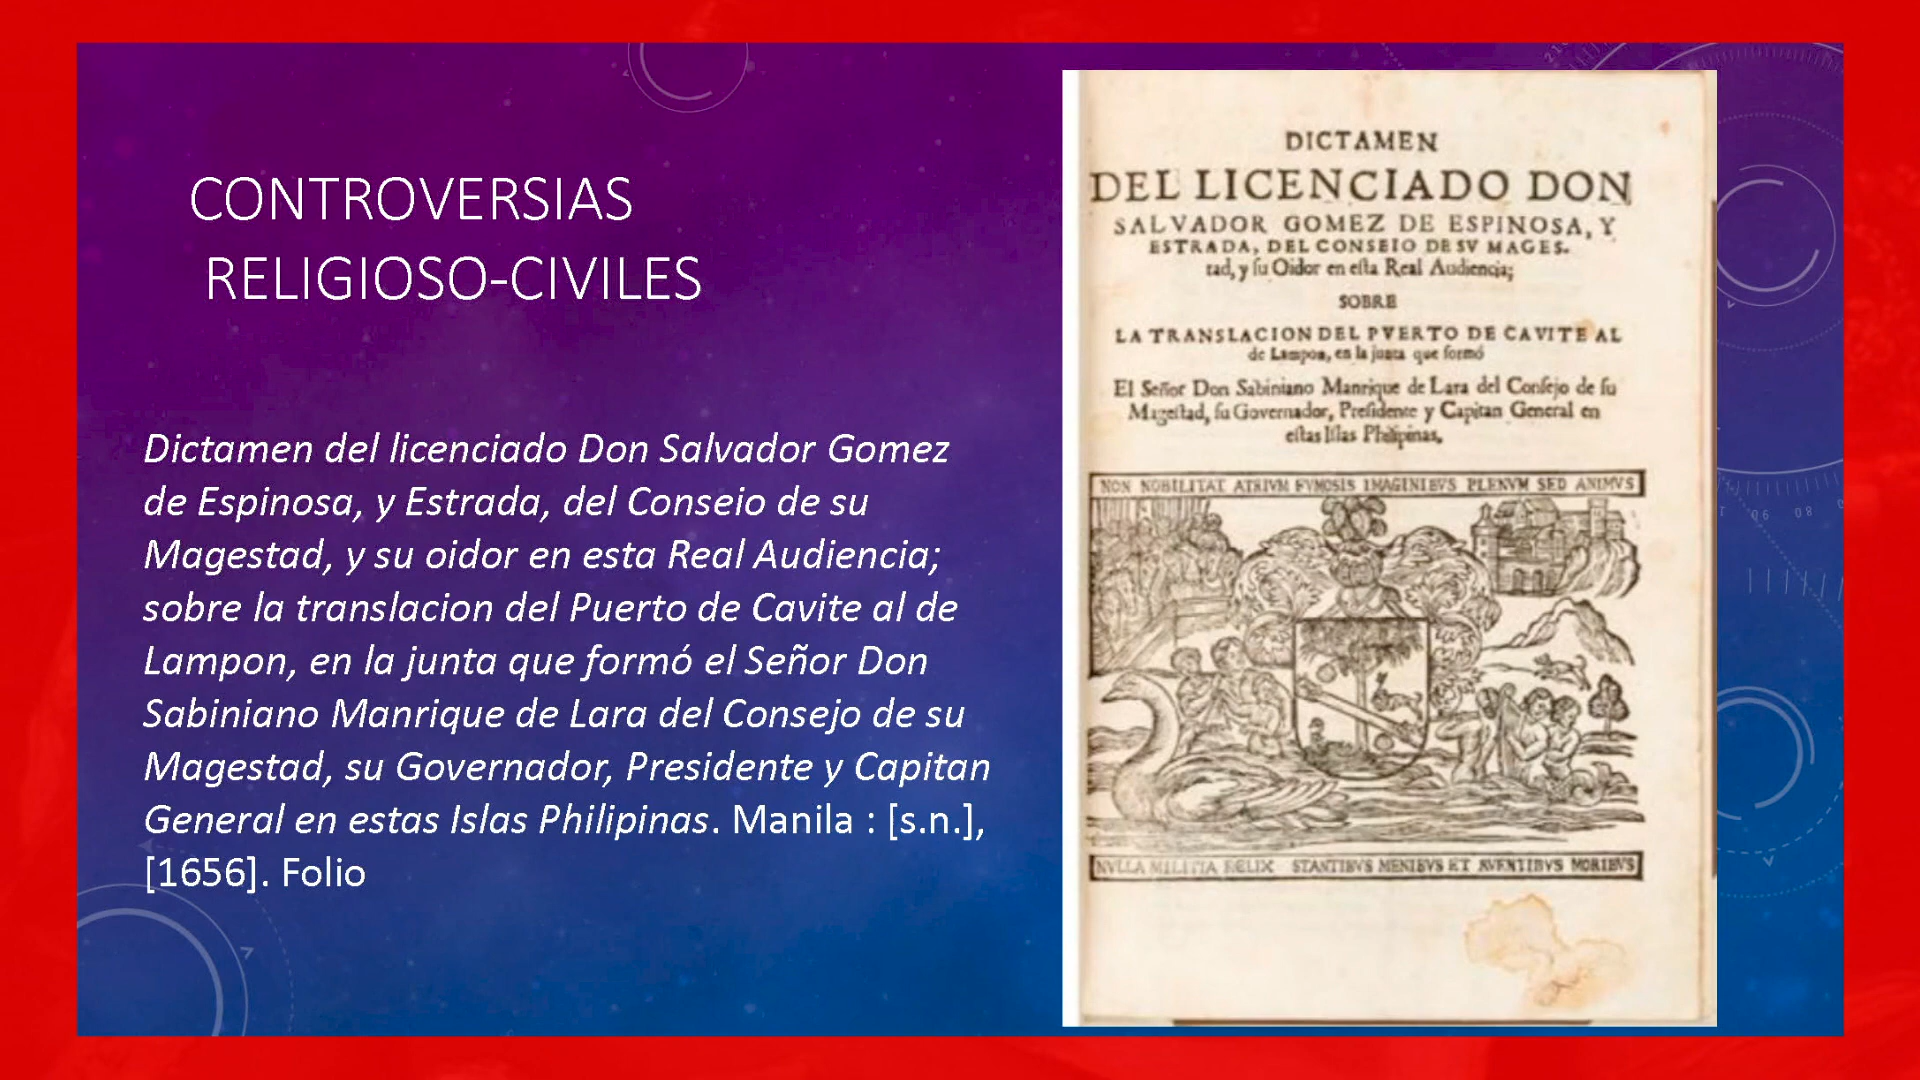 CONTROVERSIAS
RELIGIOSO-CIVILES
Dictamen del licenciado Don Salvador Gomez
de Espinosa, y Estrada, del Conseio de su
Magestad, y su oidor en esta Real Audiencia;
sobre la translacion del Puerto de Cavite al de
Lampon, en la junta que formó el Señor Don
Sabiniano Manrique de Lara del Consejo de su
Magestad, su Governador, Presidente y Capitan
General en estas Islas Philipinas. Manila : [s.n.],
[1656]. Folio
DICTAMEN
DEL LICENCIADO DON
SALVADOR GOMEZ DE ESPINOSA, Y
ESTRADA, DEL CONSEIO DE SV MAGES-
tad, y ſu Oidor en eſta Real Audiencia;
SOBRE
LA TRANSLACION DEL PVERTO DE CAVITE AL
de Lampon, en la junta que formó
El Señor Don Sabiniano Manrique de Lara del Conſejo de ſu
Mageſtad, ſu Governador, Preſidente y Capitan General en
eſtas Iſlas Philipinas.
NON NOBILITAT ATRIVM FVMOSIS IMAGINIBVS PLENVM SED ANIMVS
NVLLA MILITIA FELIX STANTIBVS MENIBVS ET RVENTIBVS MORIBVS
90 80